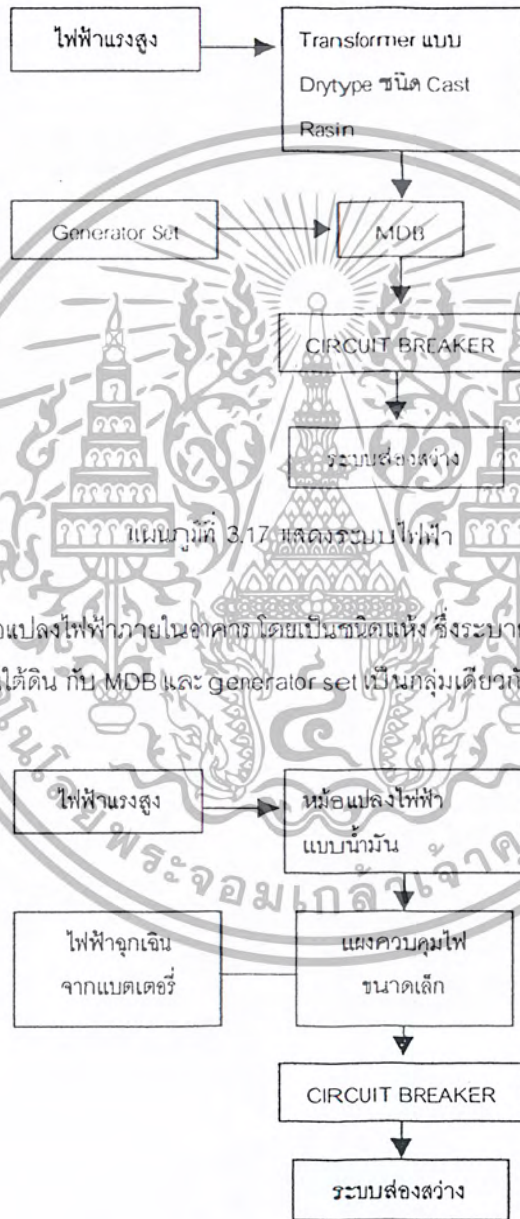 ไฟฟ้าแรงสูง
Transformer แบบ
Drytype ชนิด Cast
Rasin
Generator Set
MDB
CIRCUIT BREAKER
ระบบส่องสว่าง
แผนภูมิที่ 3.17 แสดงระบบไฟฟ้า
อแปลงไฟฟ้าภายในอาคาร โดยเป็นชนิดแห้ง ซึ่งระบาย
นใต้ดิน กับ MDB และ generator set เป็นกลุ่มเดียวกั
ไฟฟ้าแรงสูง
หม้อแปลงไฟฟ้า
แบบน้ำมัน
ไฟฟ้าฉุกเฉิน
จากแบตเตอรี่
แผงควบคุมไฟ
ขนาดเล็ก
CIRCUIT BREAKER
ระบบส่องสว่าง